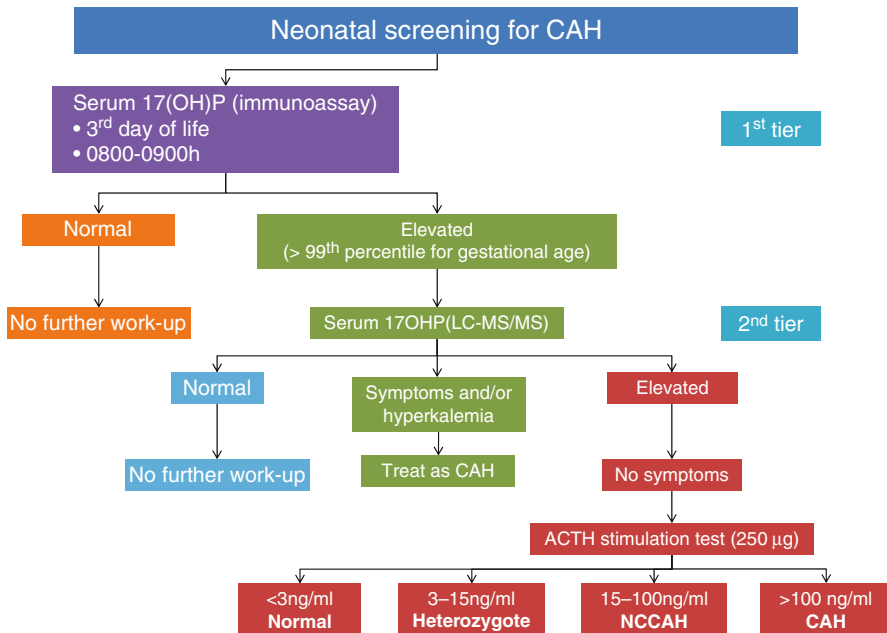 Neonatal screening for CAH
Serum 17(OH)P (immunoassay)
• 3rd day of life
• 0800-0900h
1st tier
Normal
Elevated
(> 99th percentile for gestational age)
No further work-up
Serum 17OHP(LC-MS/MS)
2nd tier
Normal
Symptoms and/or
hyperkalemia
Elevated
No further work-up
Treat as CAH
No symptoms
ACTH stimulation test (250 µg)
<3ng/ml
Normal
3–15ng/ml
Heterozygote
15–100ng/ml
NCCAH
>100 ng/ml
CAH